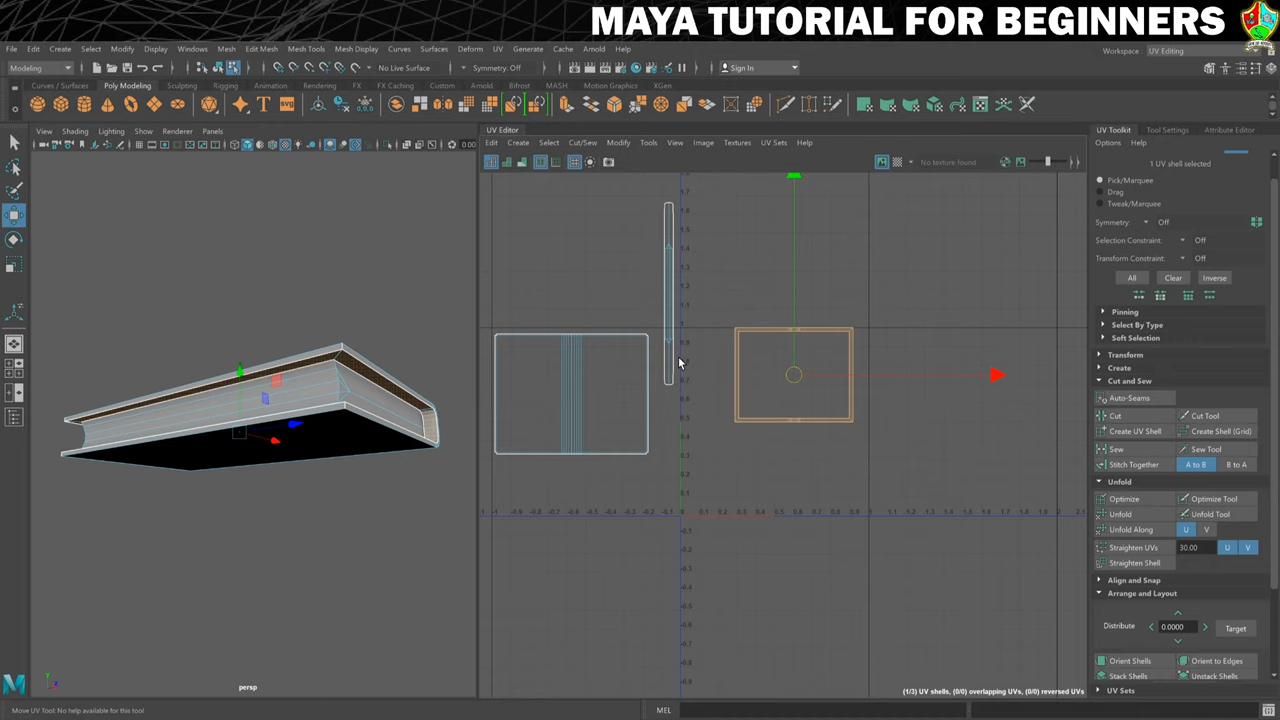 MAYA TUTORIAL FOR BEGINNERS
File Edit Create Select Modify Display Windows Mesh Edit Mesh Mesh Tools Mesh Display Curves Surfaces Deform UV Generate Cache Arnold Help
Workspace : UV Editing
Modeling No Live Surface Symmetry: Off Sign In
Curves / Surfaces Poly Modeling Sculpting Rigging Animation Rendering FX FX Caching Custom Arnold Bifrost MASH Motion Graphics XGen
View Shading Lighting Show Renderer Panels
0.00
persp
UV Editor
Edit Create Select Cut/Sew Modify Tools View Image Textures UV Sets Help
No texture found
(1/3) UV shells, (0/0) overlapping UVs, (0/0) reversed UVs
UV Toolkit Tool Settings Attribute Editor
Options Help
1 UV shell selected
Pick/Marquee
Drag
Tweak/Marquee
Symmetry: Off
Selection Constraint: Off
Transform Constraint: Off
All Clear Inverse
Pinning
Select By Type
Soft Selection
Transform
Create
Cut and Sew
Auto-Seams
Cut Cut Tool
Create UV Shell Create Shell (Grid)
Sew Sew Tool
Stitch Together A to B B to A
Unfold
Optimize Optimize Tool
Unfold Unfold Tool
Unfold Along U V
Straighten UVs 30.00 U V
Straighten Shell
Align and Snap
Arrange and Layout
Distribute 0.0000 Target
Orient Shells Orient to Edges
Stack Shells Unstack Shells
UV Sets
Move UV Tool: No help available for this tool
MEL